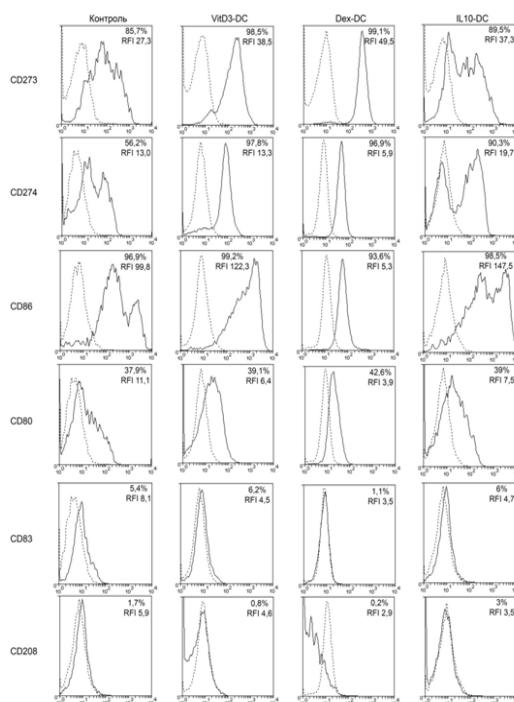 Контроль VitD3-DC Dex-DC IL10-DC
CD273
85,7% 98,5% 99,1% 89,5%
RFI 27,3 RFI 38,5 RFI 49,5 RFI 37,3
CD274
56,2% 97,8% 96,9% 90,3%
RFI 13,0 RFI 13,3 RFI 5,9 RFI 19,7
CD86
96,9% 99,2% 93,6% 98,5%
RFI 99,8 RFI 122,3 RFI 5,3 RFI 147,5
CD80
37,9% 39,1% 42,6% 39%
RFI 11,1 RFI 6,4 RFI 3,9 RFI 7,5
CD83
5,4% 6,2% 1,1% 6%
RFI 8,1 RFI 4,5 RFI 3,5 RFI 4,7
CD208
1,7% 0,8% 0,2% 3%
RFI 5,9 RFI 4,6 RFI 2,9 RFI 3,5